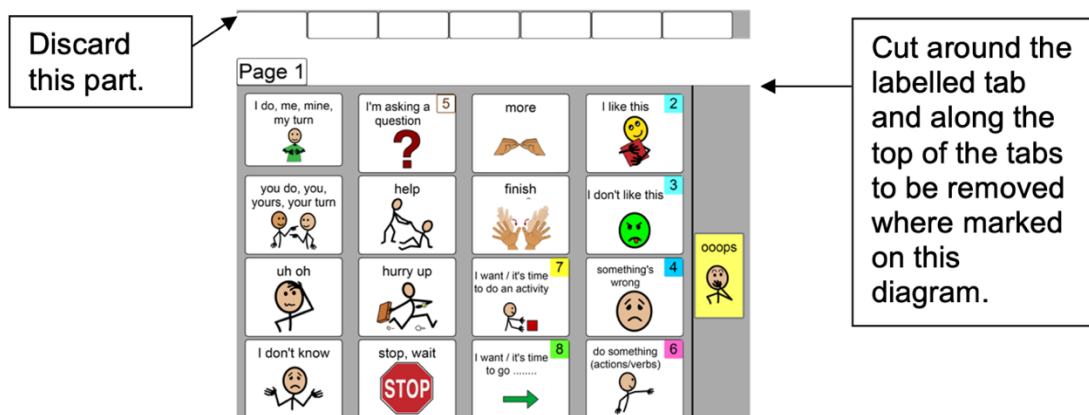 Discard
this part.
Page 1
Cut around the
labelled tab
and along the
top of the tabs
to be removed
where marked
on this
diagram.
I do, me, mine,
my turn
I'm asking a
question
5
more
I like this
2
you do, you,
yours, your turn
help
finish
I don't like this
3
uh oh
hurry up
I want / it's time
to do an activity
7
something's
wrong
4
ooops
I don't know
stop, wait
STOP
I want / it's time
to go ........
8
do something
(actions/verbs)
6